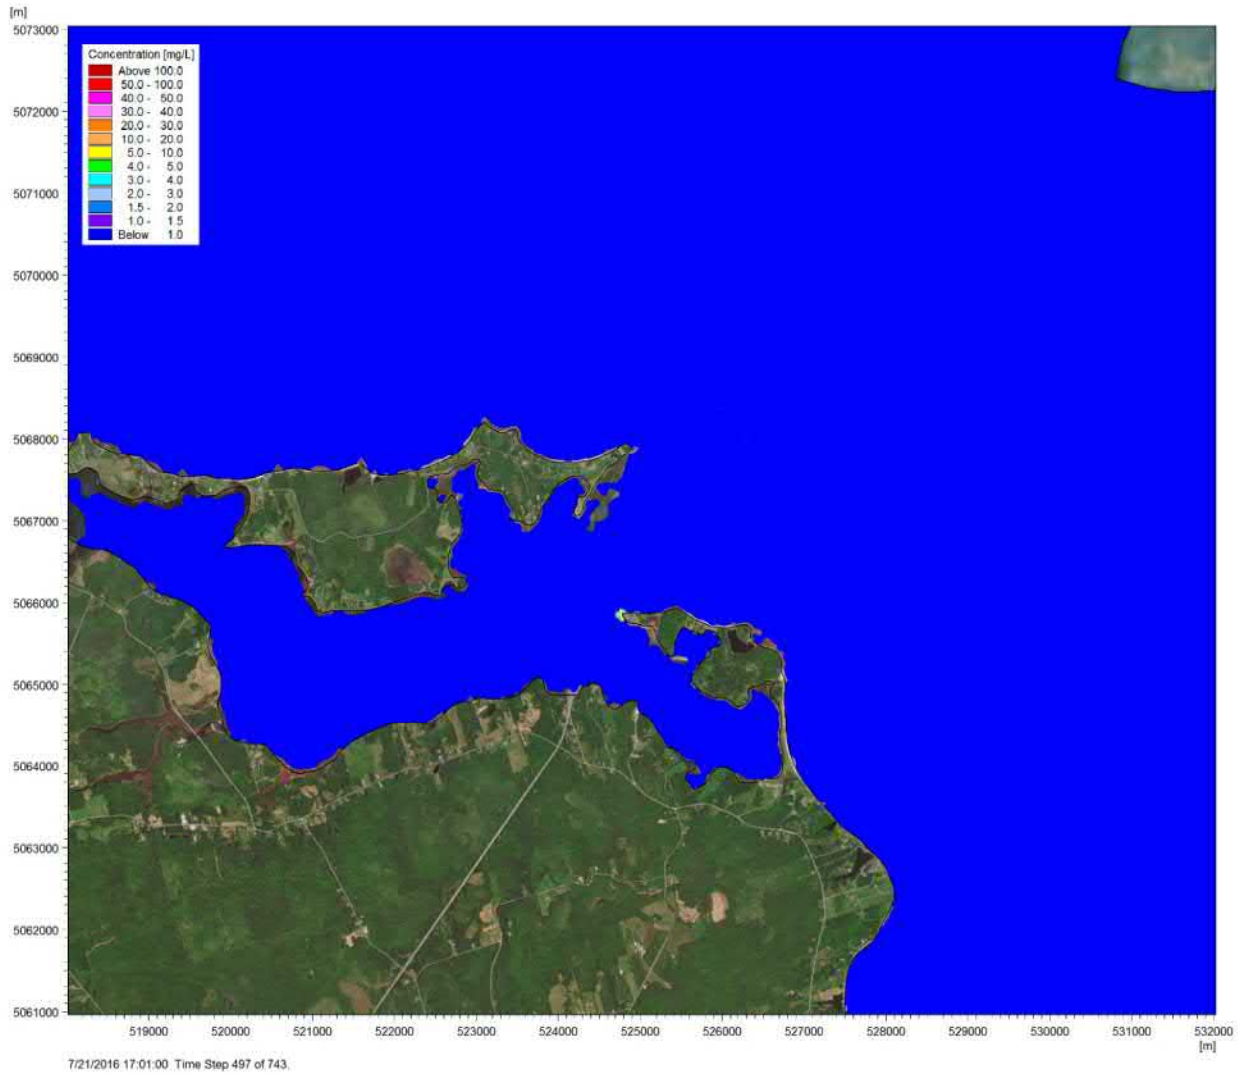 [m]
5073000
Concentration [mg/L]
Above 100.0
50.0 - 100.0
40.0 - 50.0
30.0 - 40.0
20.0 - 30.0
10.0 - 20.0
5.0 - 10.0
4.0 - 5.0
3.0 - 4.0
2.0 - 3.0
1.5 - 2.0
1.0 - 1.5
Below 1.0
5072000
5071000
5070000
5069000
5068000
5067000
5066000
5065000
5064000
5063000
5062000
5061000
519000 520000 521000 522000 523000 524000 525000 526000 527000 528000 529000 530000 531000 532000
[m]
7/21/2016 17:01:00 Time Step 497 of 743.